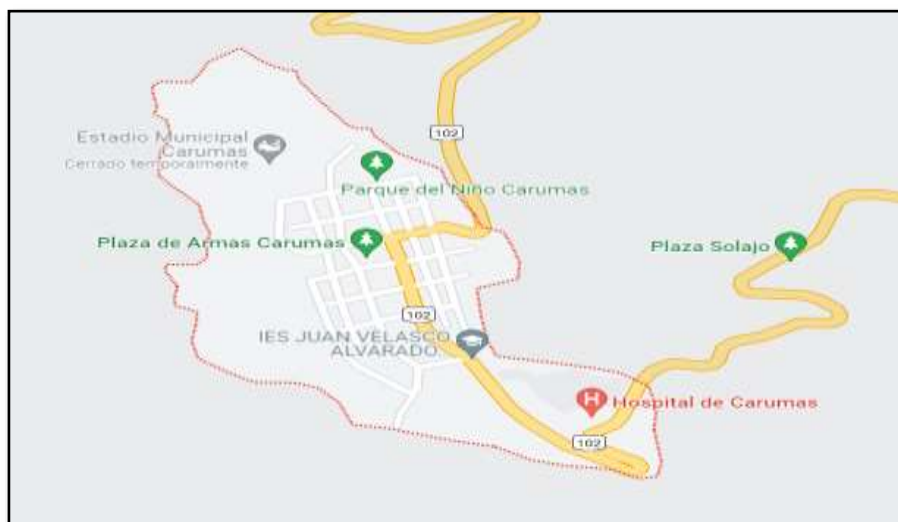 102
Estadio Municipal
Carumas
Cerrado temporalmente
Parque del Niño Carumas
Plaza de Armas Carumas
Plaza Solajo
102
IES JUAN VELASCO
ALVARADO.
Hospital de Carumas
102